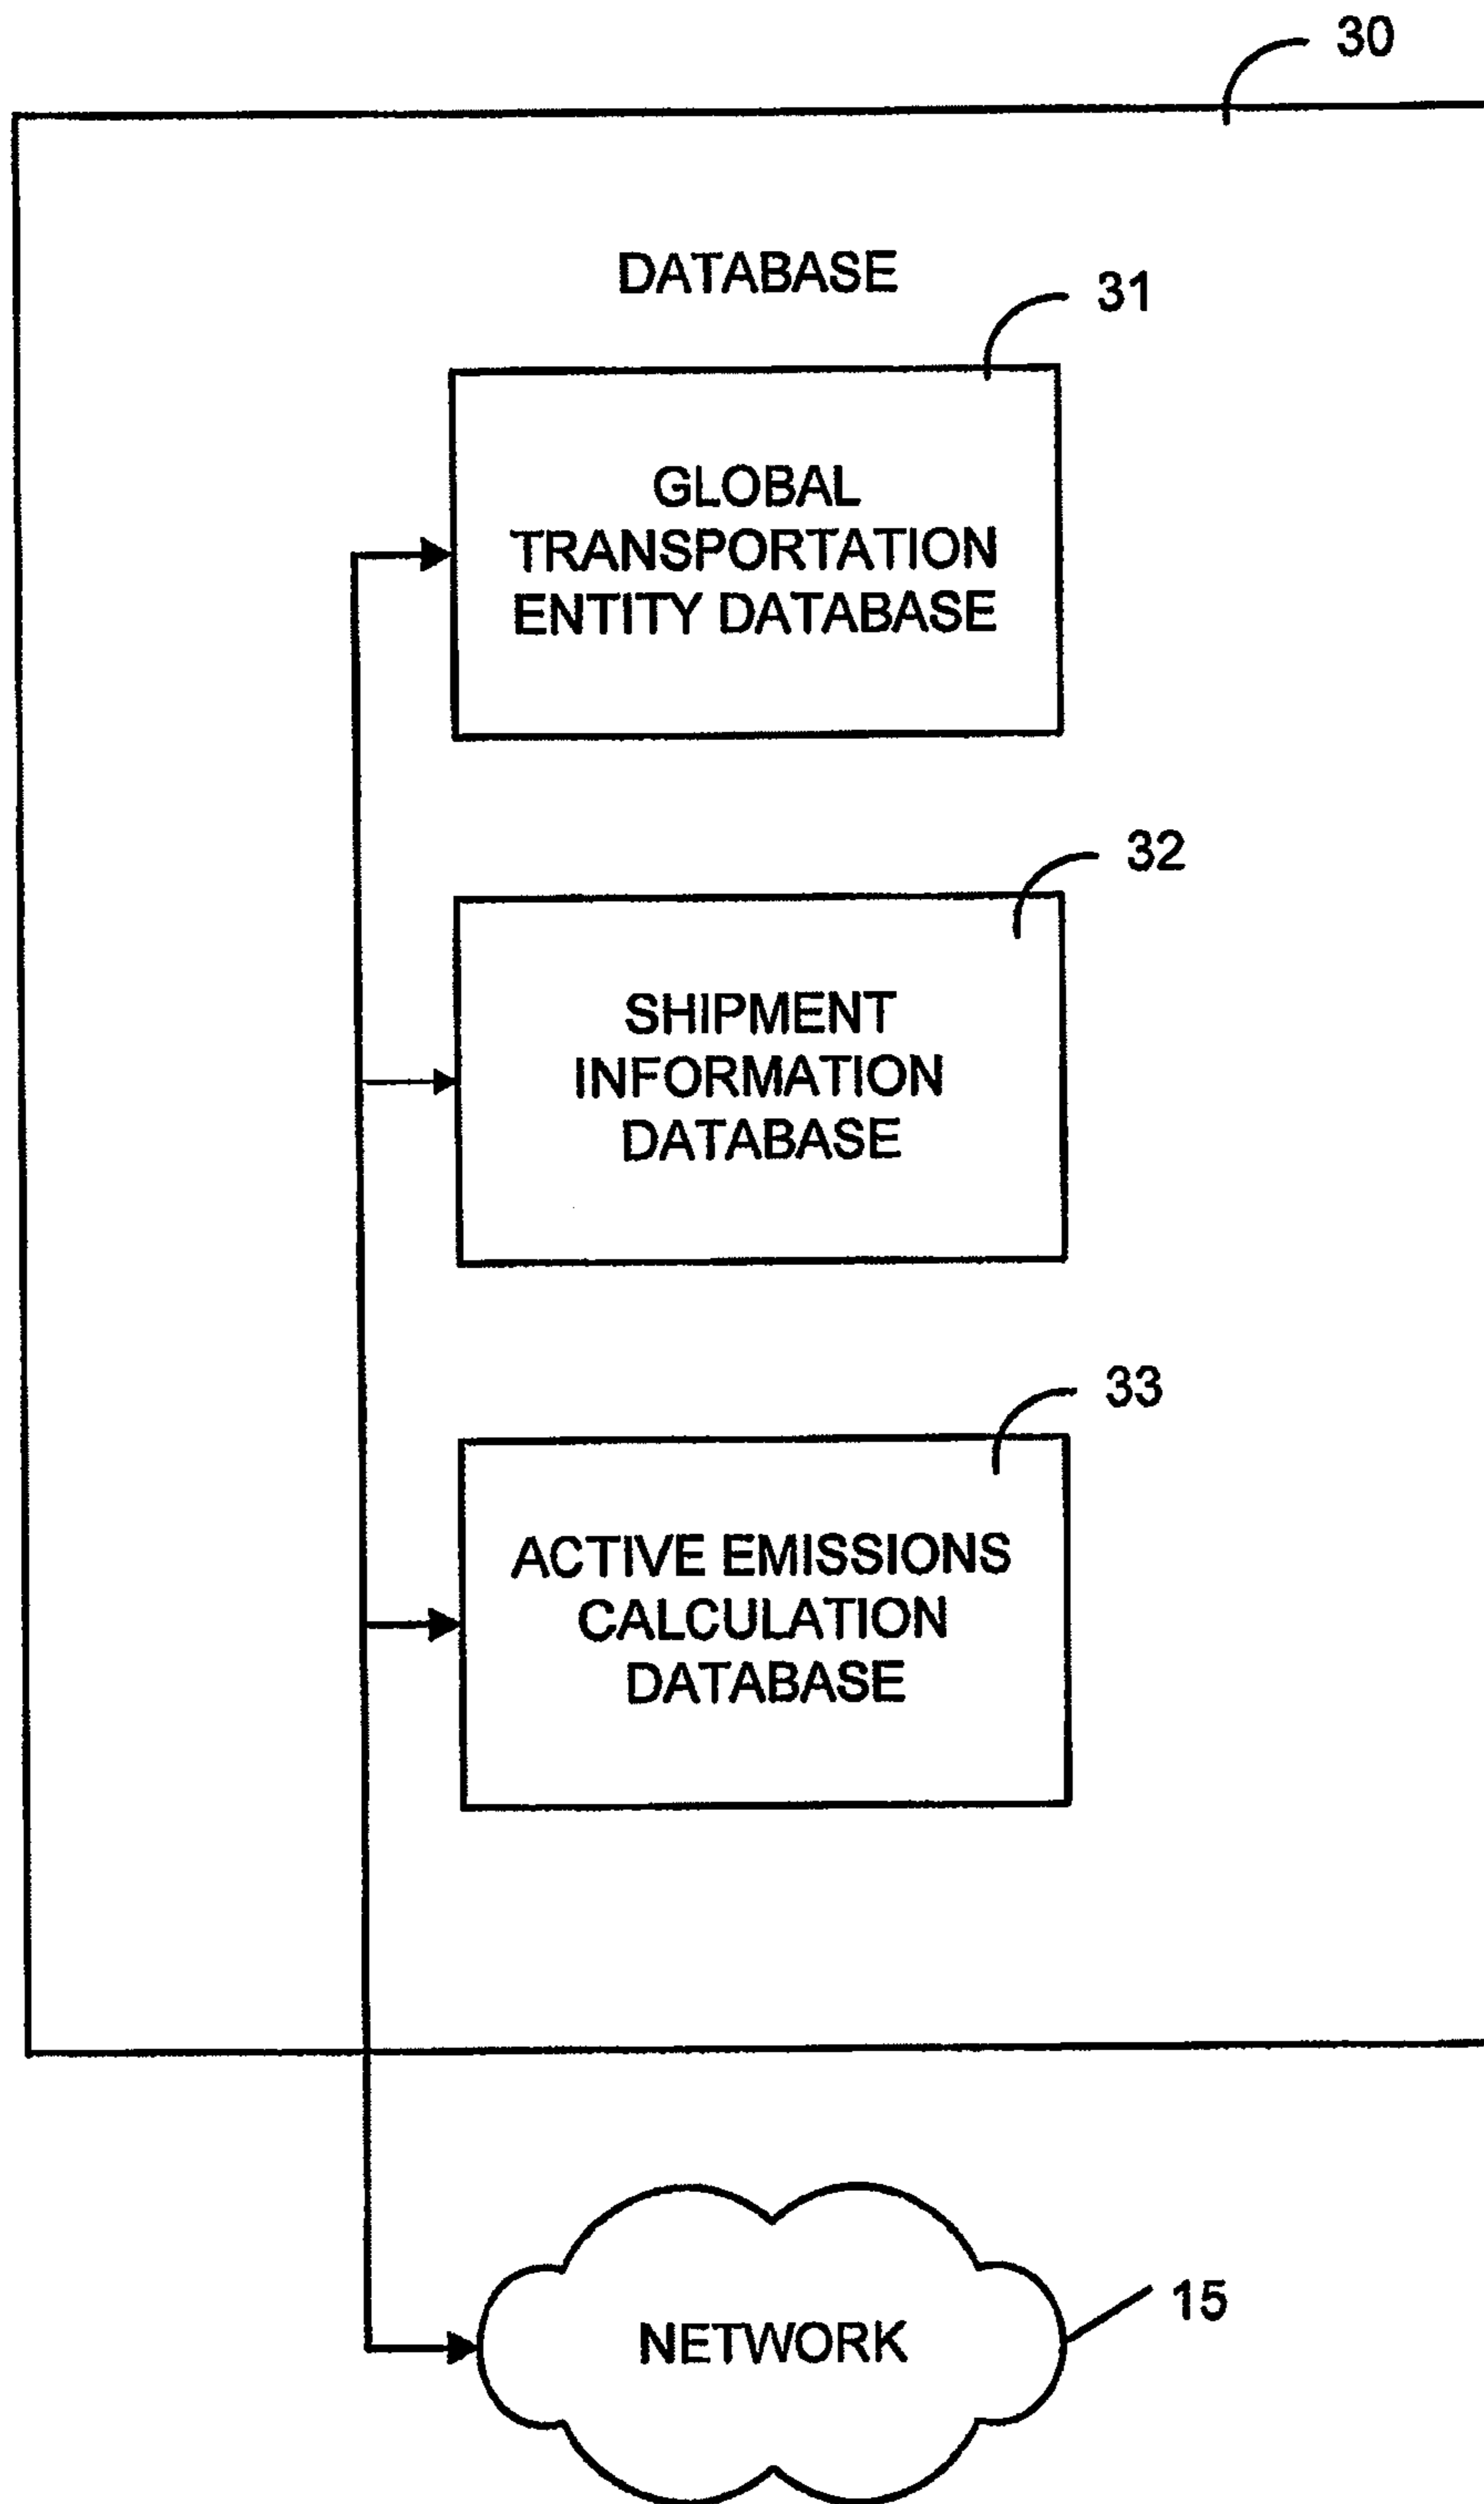 30
DATABASE
31
GLOBAL
TRANSPORTATION
ENTITY DATABASE
32
SHIPMENT
INFORMATION
DATABASE
33
ACTIVE EMISSIONS
CALCULATION
DATABASE
NETWORK
15